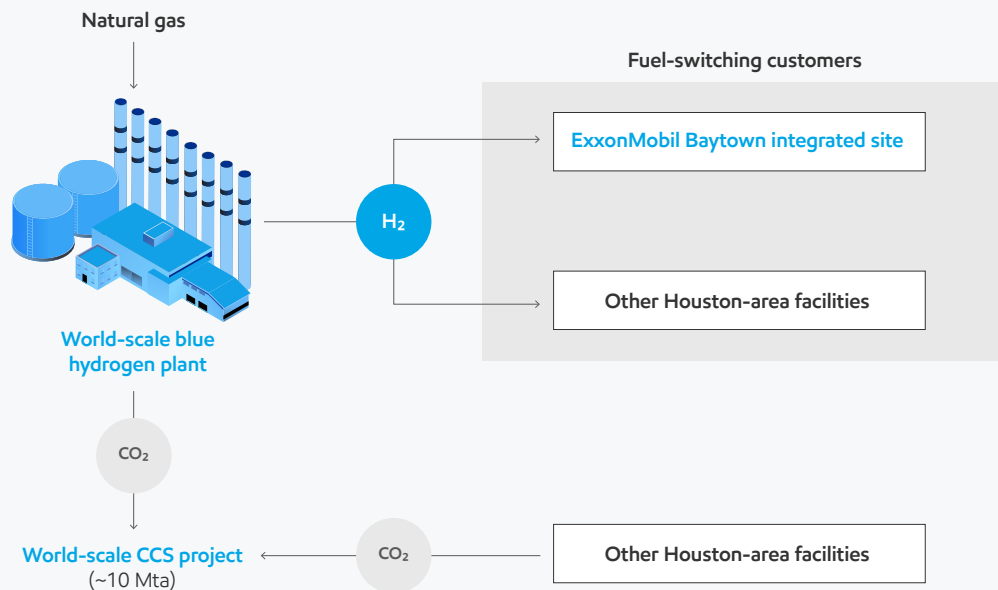 Natural gas
Fuel-switching customers
ExxonMobil Baytown integrated site
H₂
Other Houston-area facilities
World-scale blue
hydrogen plant
CO₂
World-scale CCS project
(~10 Mta)
CO₂
Other Houston-area facilities